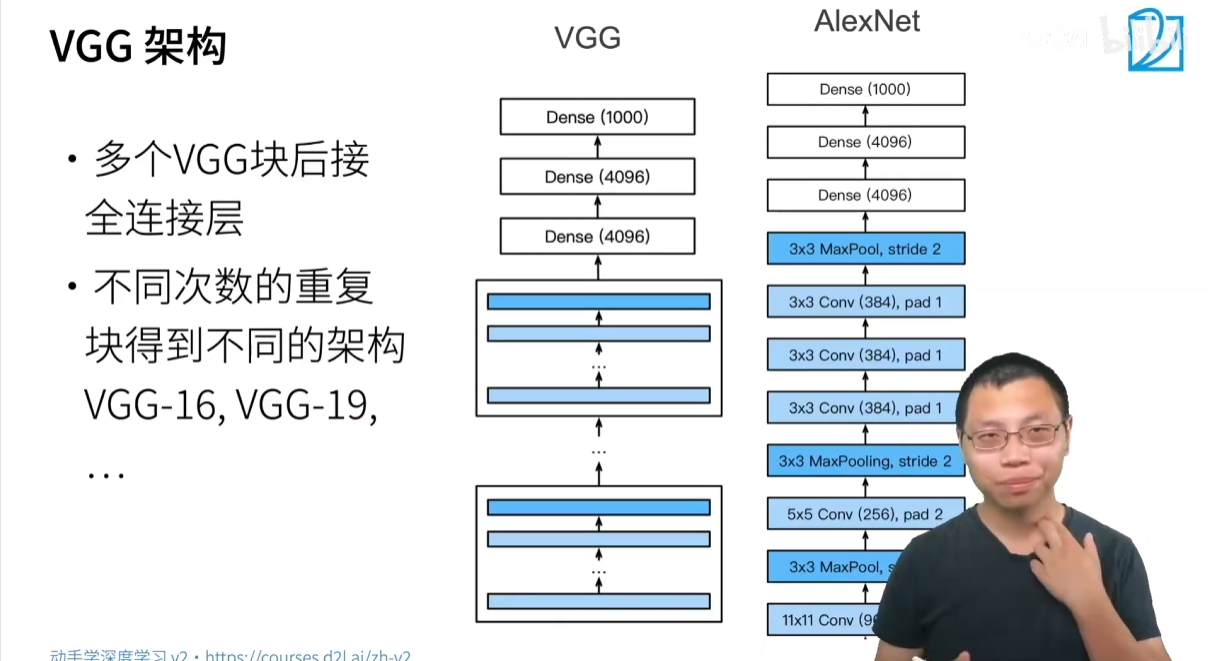 VGG 架构
• 多个VGG块后接
全连接层
• 不同次数的重复
块得到不同的架构
VGG-16, VGG-19,
...
VGG
Dense (1000)
Dense (4096)
Dense (4096)
...
...
...
AlexNet
Dense (1000)
Dense (4096)
Dense (4096)
3x3 MaxPool, stride 2
3x3 Conv (384), pad 1
3x3 Conv (384), pad 1
3x3 Conv (384), pad 1
3x3 MaxPooling, stride 2
5x5 Conv (256), pad 2
3x3 MaxPool, s
11x11 Conv (9
bilibili
动手学深度学习 v2 • https://courses.d2l.ai/zh-v2